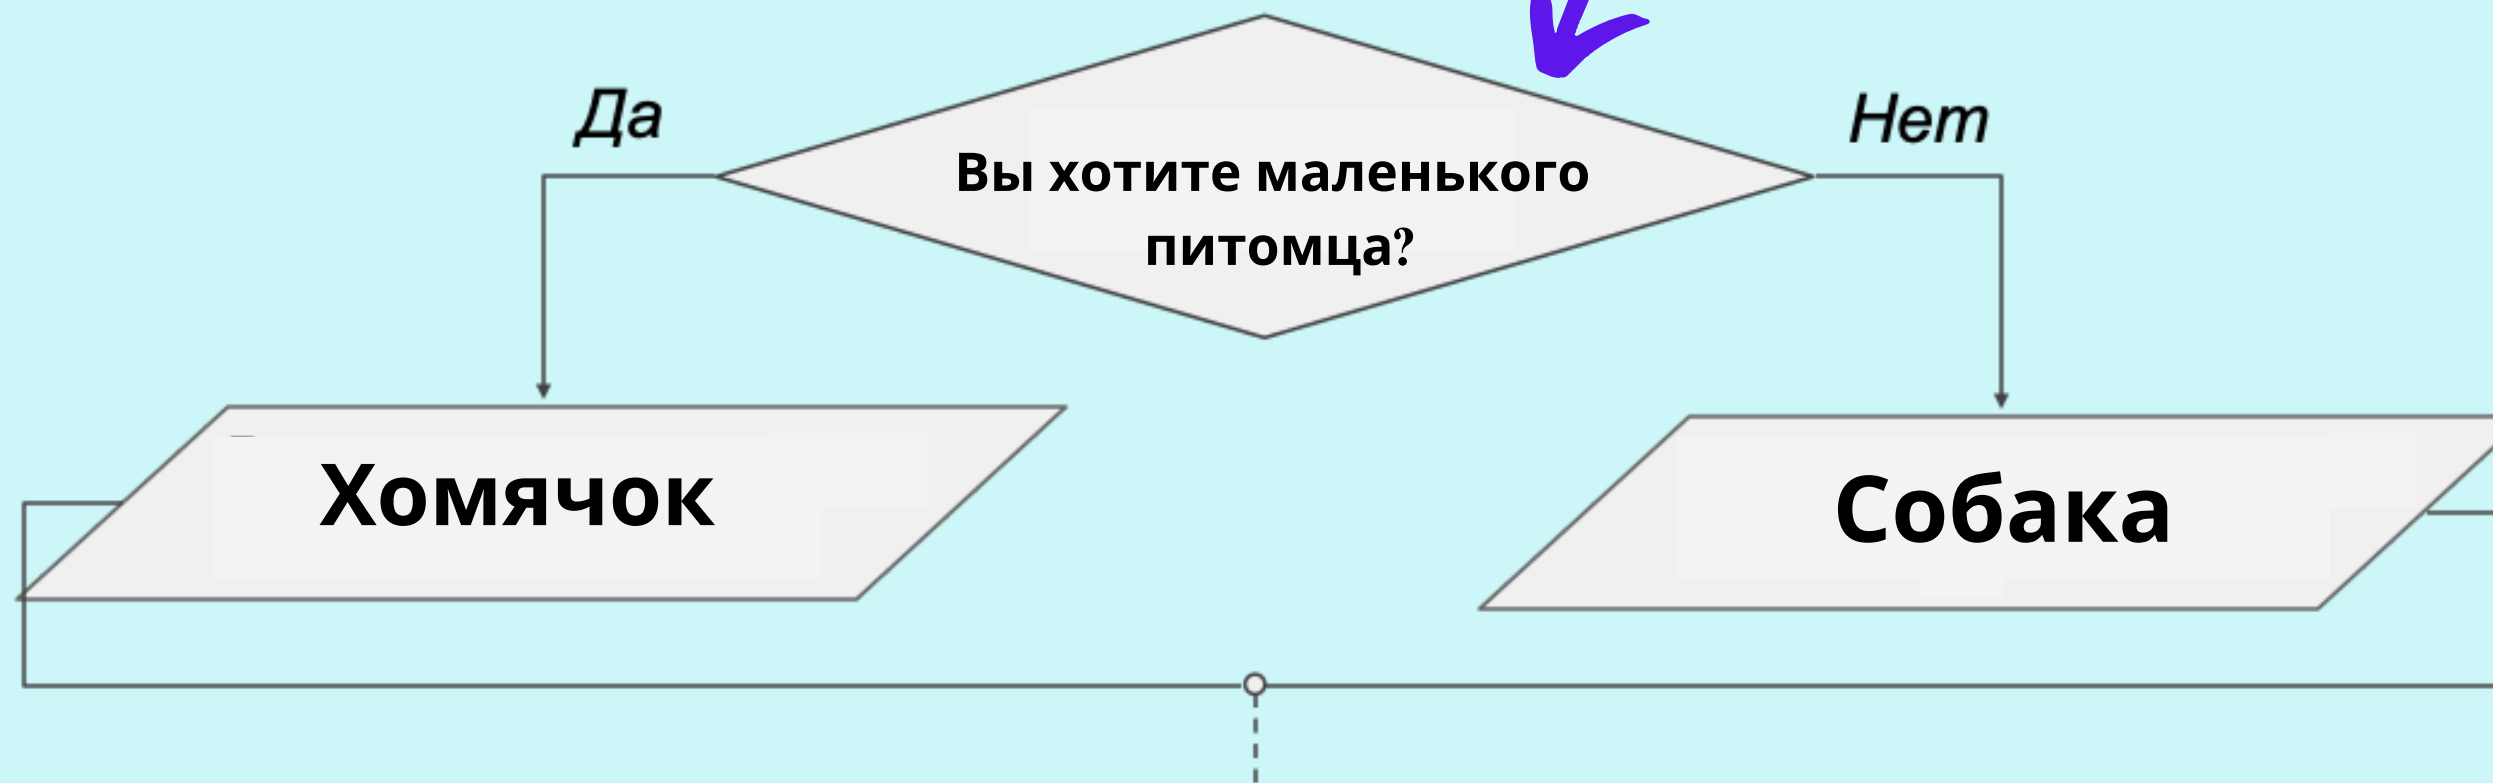 Да
Нет
Вы хотите маленького
питомца?
Хомячок
Собака